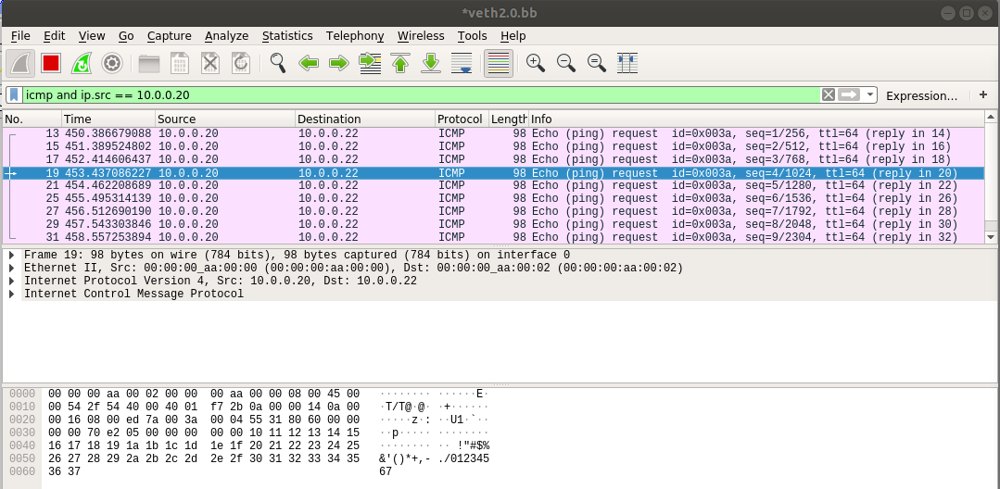 *veth2.0.bb
File Edit View Go Capture Analyze Statistics Telephony Wireless Tools Help
icmp and ip.src == 10.0.0.20 Expression… +
No. Time Source Destination Protocol Length Info
13 450.386679088 10.0.0.20 10.0.0.22 ICMP 98 Echo (ping) request id=0x003a, seq=1/256, ttl=64 (reply in 14)
15 451.389524802 10.0.0.20 10.0.0.22 ICMP 98 Echo (ping) request id=0x003a, seq=2/512, ttl=64 (reply in 16)
17 452.414606437 10.0.0.20 10.0.0.22 ICMP 98 Echo (ping) request id=0x003a, seq=3/768, ttl=64 (reply in 18)
19 453.437086227 10.0.0.20 10.0.0.22 ICMP 98 Echo (ping) request id=0x003a, seq=4/1024, ttl=64 (reply in 20)
21 454.462208689 10.0.0.20 10.0.0.22 ICMP 98 Echo (ping) request id=0x003a, seq=5/1280, ttl=64 (reply in 22)
25 455.495314139 10.0.0.20 10.0.0.22 ICMP 98 Echo (ping) request id=0x003a, seq=6/1536, ttl=64 (reply in 26)
27 456.512690190 10.0.0.20 10.0.0.22 ICMP 98 Echo (ping) request id=0x003a, seq=7/1792, ttl=64 (reply in 28)
29 457.543303846 10.0.0.20 10.0.0.22 ICMP 98 Echo (ping) request id=0x003a, seq=8/2048, ttl=64 (reply in 30)
31 458.557253894 10.0.0.20 10.0.0.22 ICMP 98 Echo (ping) request id=0x003a, seq=9/2304, ttl=64 (reply in 32)
Frame 19: 98 bytes on wire (784 bits), 98 bytes captured (784 bits) on interface 0
Ethernet II, Src: 00:00:00_aa:00:00 (00:00:00:aa:00:00), Dst: 00:00:00_aa:00:02 (00:00:00:aa:00:02)
Internet Protocol Version 4, Src: 10.0.0.20, Dst: 10.0.0.22
Internet Control Message Protocol
0000 00 00 00 aa 00 02 00 00 00 aa 00 00 08 00 45 00 ········ ······E·
0010 00 54 2f 54 40 00 40 01 f7 2b 0a 00 00 14 0a 00 ·T/T@·@· ·+······
0020 00 16 08 00 ed 7a 00 3a 00 04 55 31 80 60 00 00 ·····z·: ··U1·`··
0030 00 00 70 e2 05 00 00 00 00 00 10 11 12 13 14 15 ··p····· ········
0040 16 17 18 19 1a 1b 1c 1d 1e 1f 20 21 22 23 24 25 ········ ·· !"#$%
0050 26 27 28 29 2a 2b 2c 2d 2e 2f 30 31 32 33 34 35 &'()*+,- ./012345
0060 36 37 67